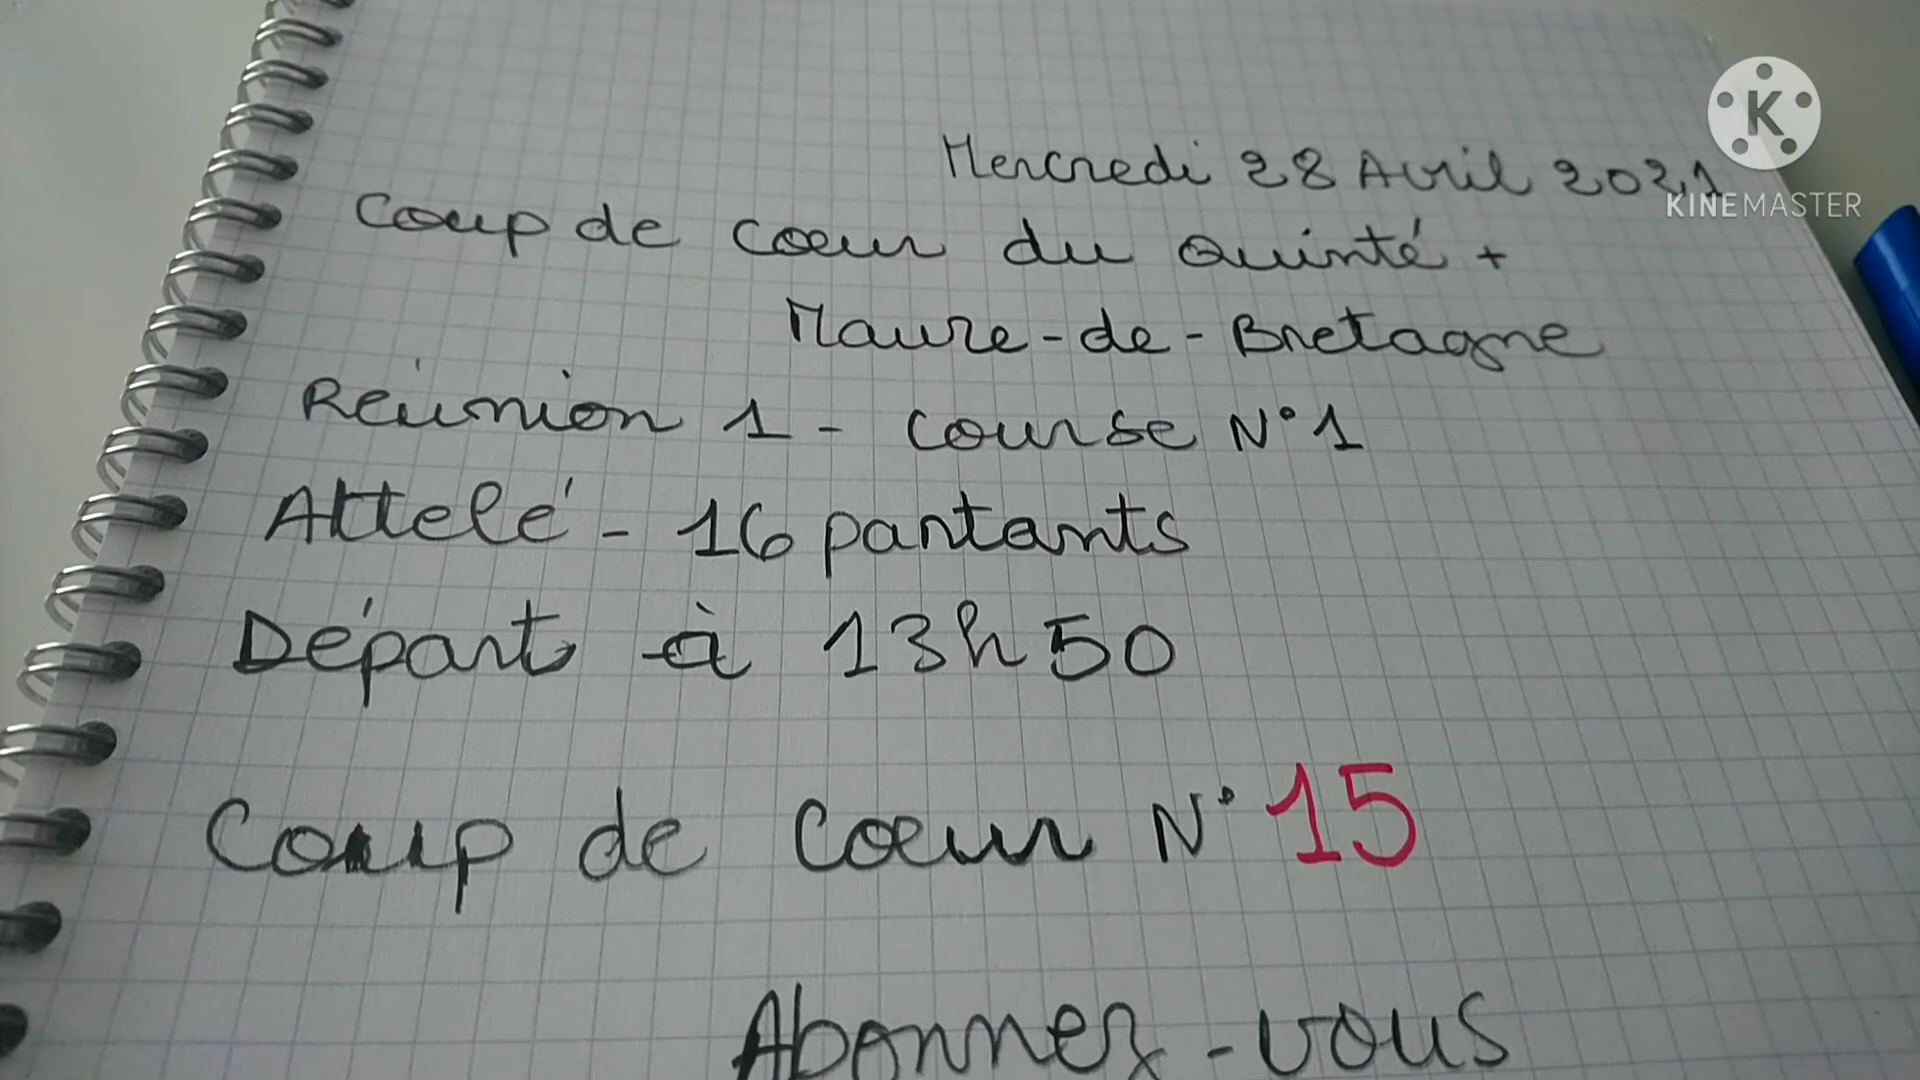 Mercredi 28 Avril 2021
KINEMASTER
Coup de Coeur du Quinté +
Maure-de-Bretagne
Réunion 1 - Course N°1
Attelé - 16 partants
Départ à 13h50
Coup de Coeur N° 15
Abonnez-vous